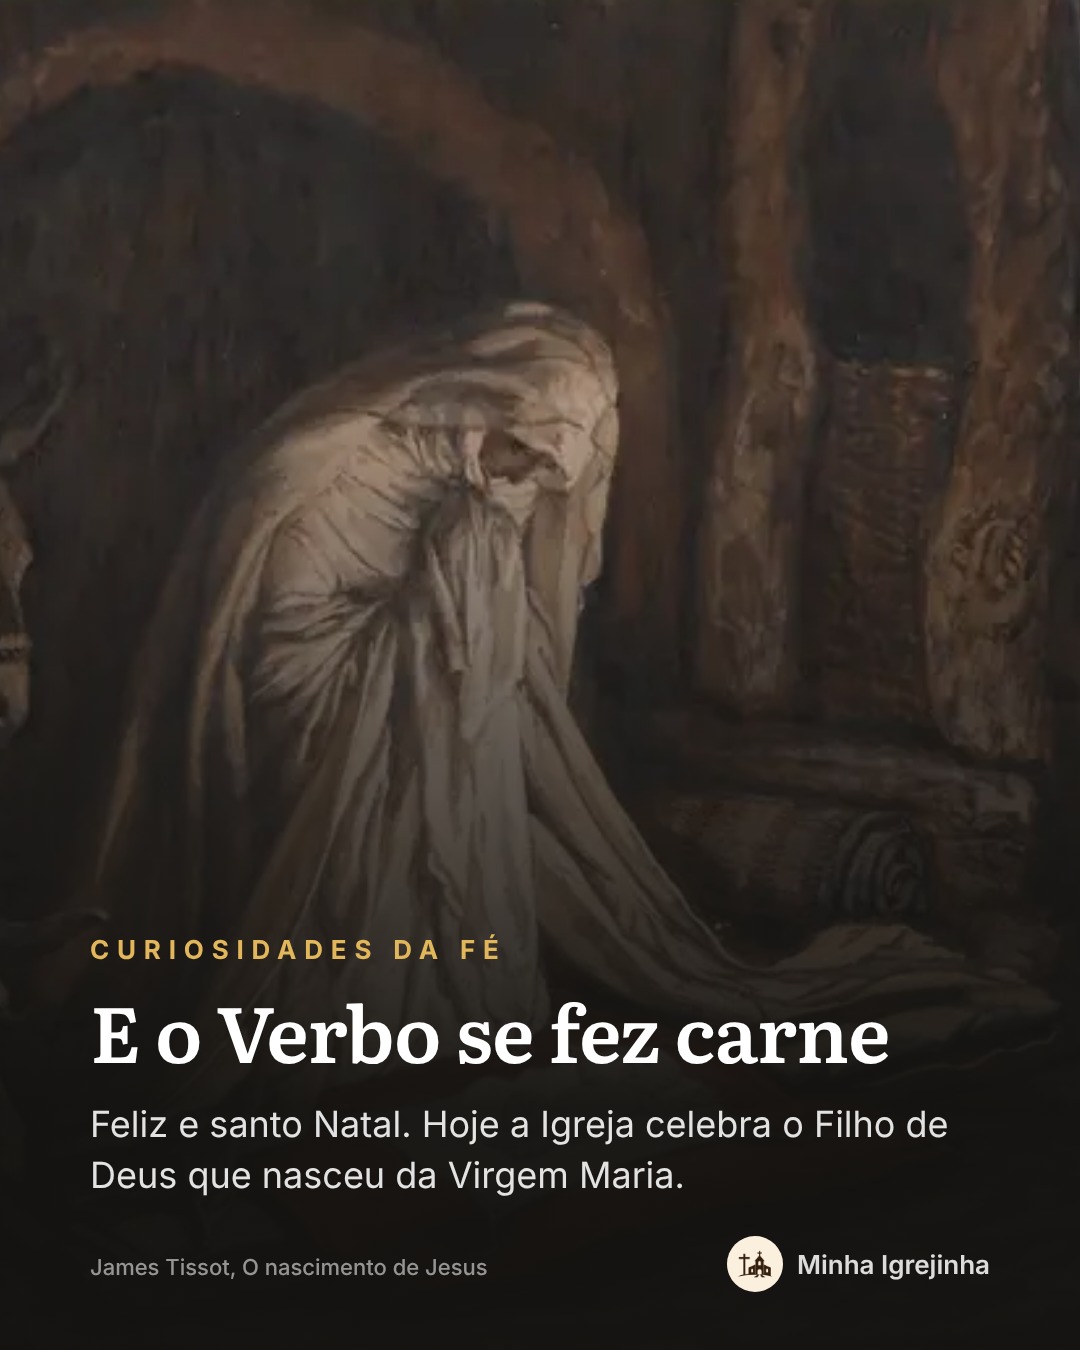 CURIOSIDADES DA FÉ
E o Verbo se fez carne
Feliz e santo Natal. Hoje a Igreja celebra o Filho de
Deus que nasceu da Virgem Maria.
James Tissot, O nascimento de Jesus
Minha Igrejinha